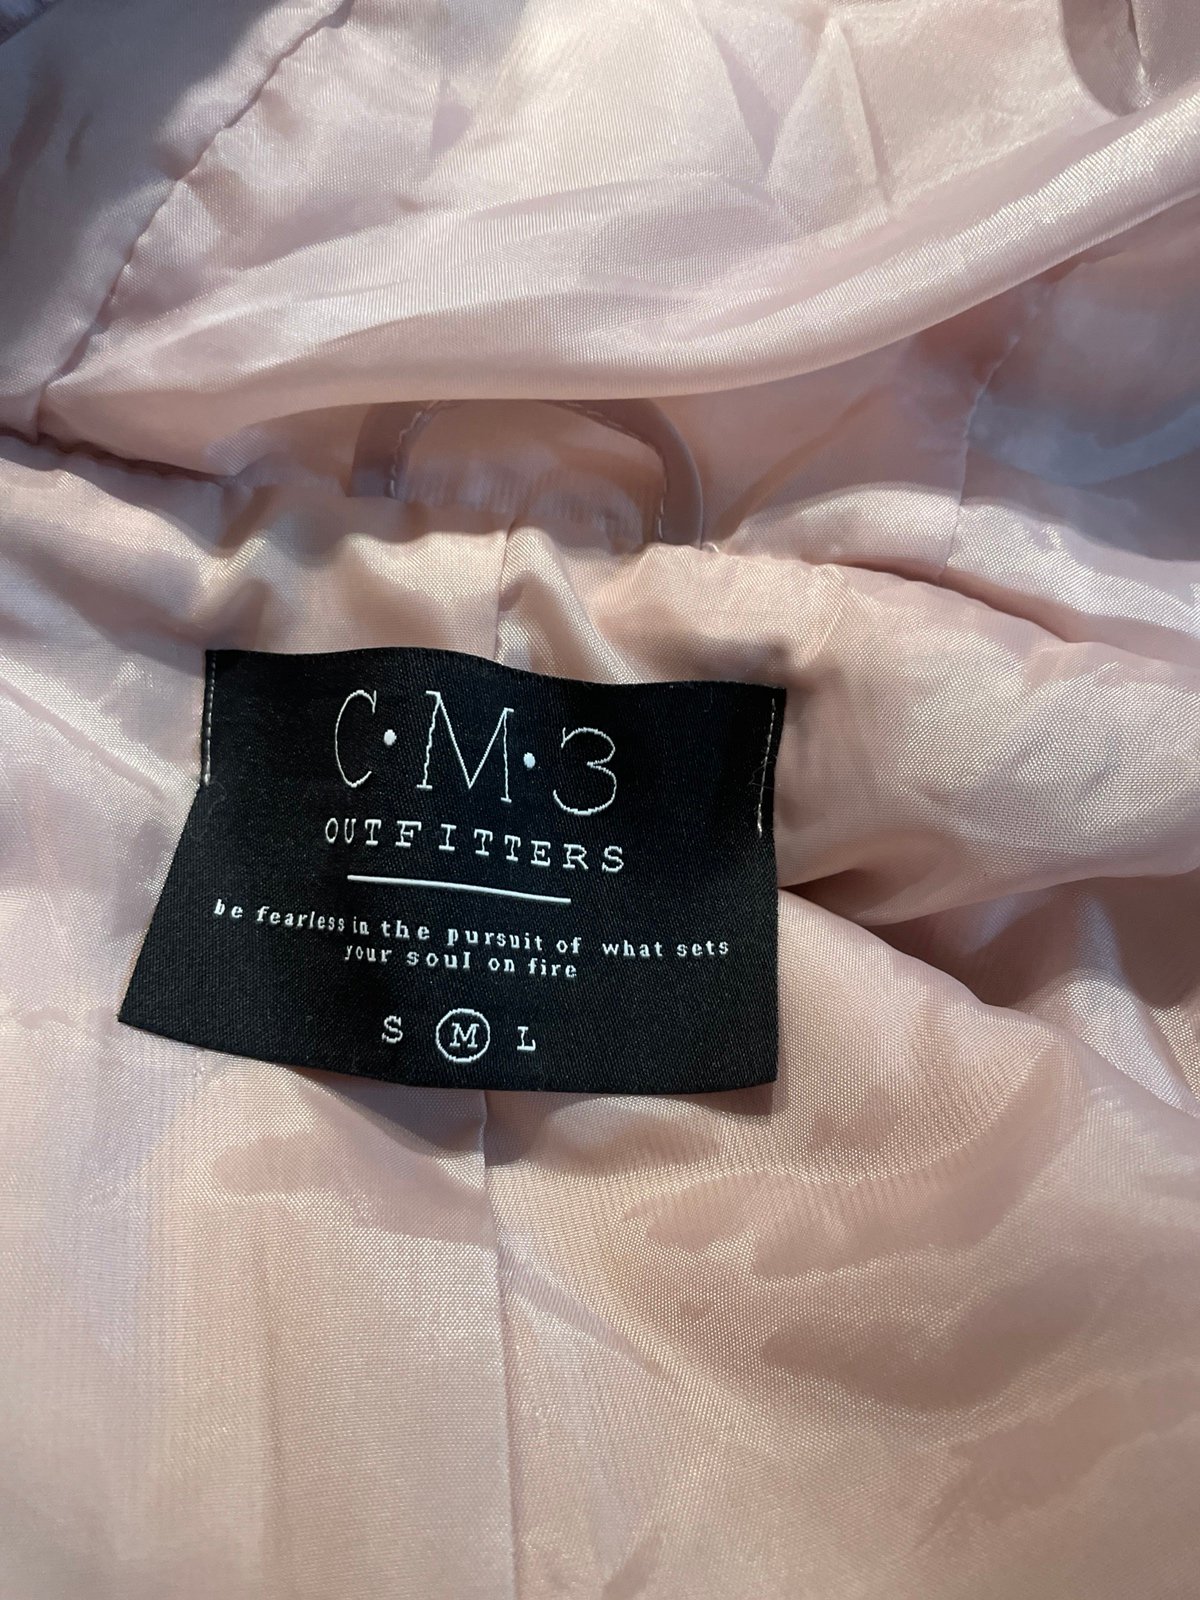 C·M·3
OUTFITTERS
be fearless in the pursuit of what sets
your soul on fire
S M L